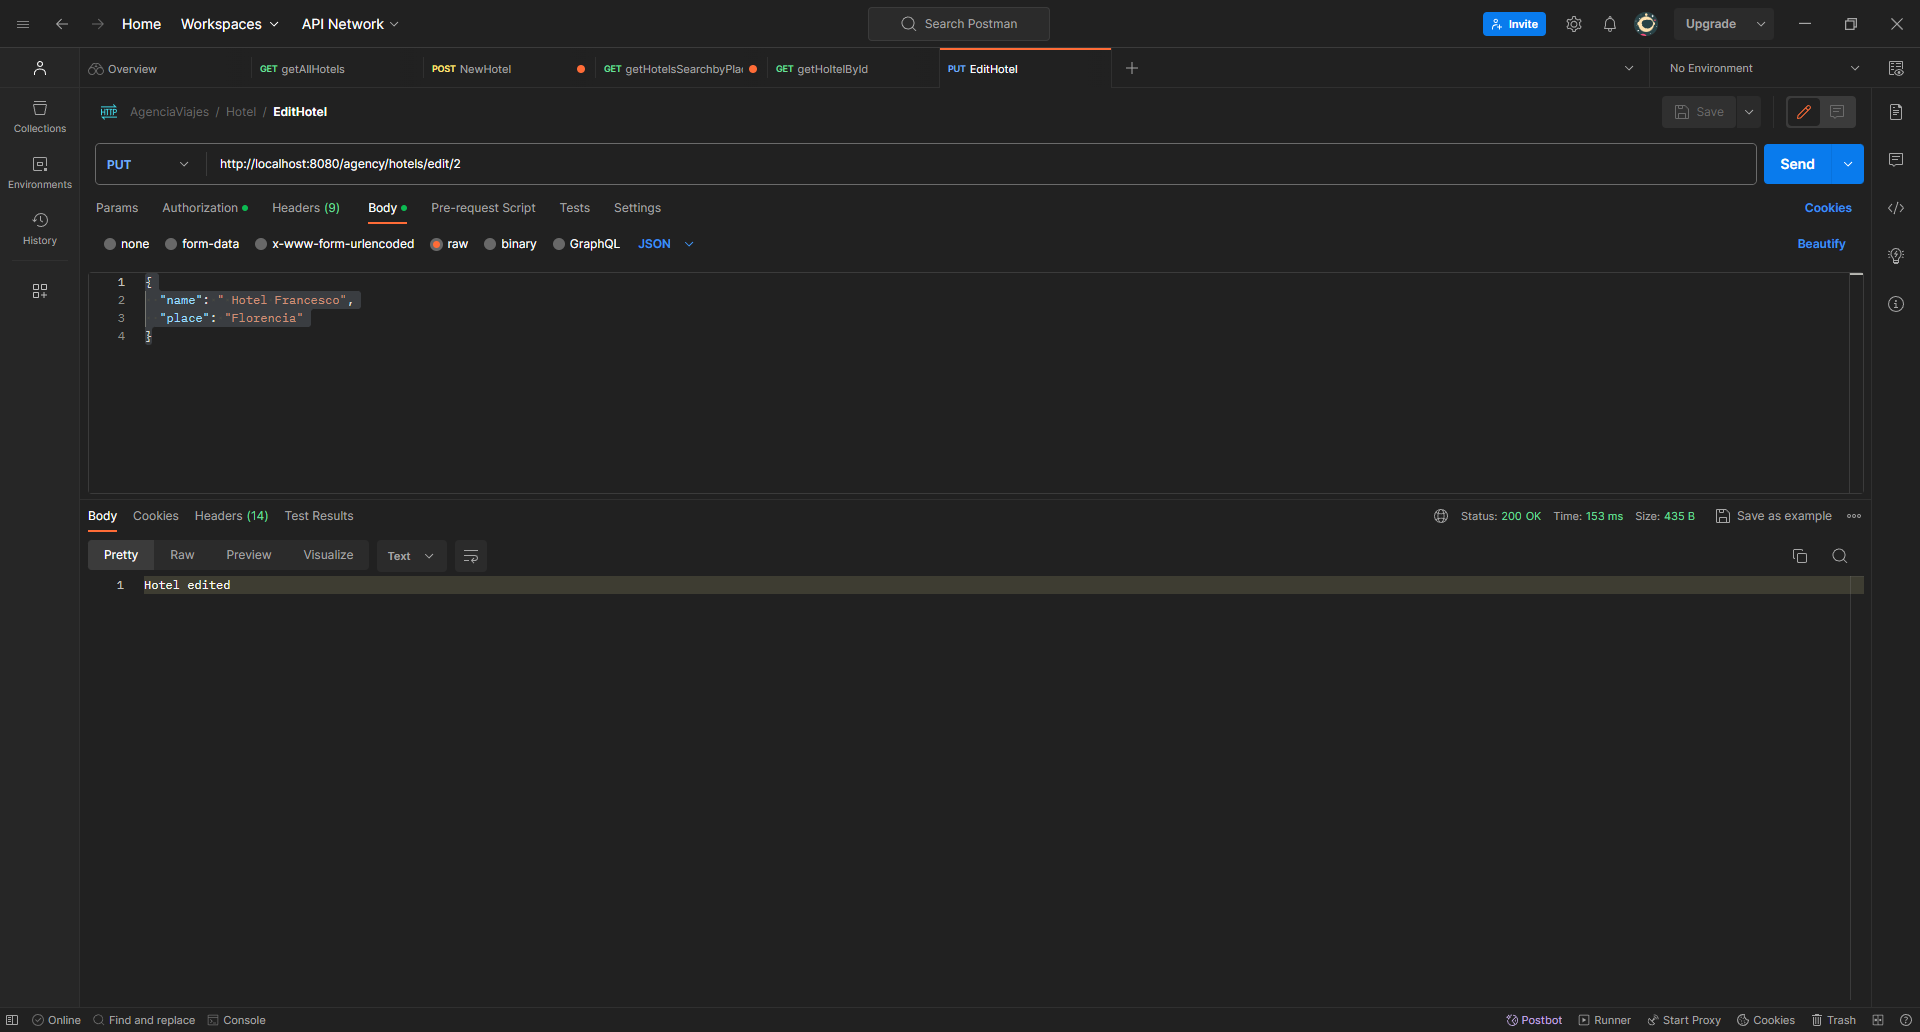 Home Workspaces API Network Search Postman Invite Upgrade
Overview GET getAllHotels POST NewHotel GET getHotelsSearchbyPla GET getHoltelById PUT EditHotel No Environment
HTTP AgenciaViajes / Hotel / EditHotel Save
Collections
PUT http://localhost:8080/agency/hotels/edit/2 Send
Environments
Params Authorization Headers (9) Body Pre-request Script Tests Settings Cookies
History
none form-data x-www-form-urlencoded raw binary GraphQL JSON Beautify
1 {
2 "name": " Hotel Francesco",
3 "place": "Florencia"
4 }
Body Cookies Headers (14) Test Results Status: 200 OK Time: 153 ms Size: 435 B Save as example
Pretty Raw Preview Visualize Text
1 Hotel edited
Online Find and replace Console Postbot Runner Start Proxy Cookies Trash